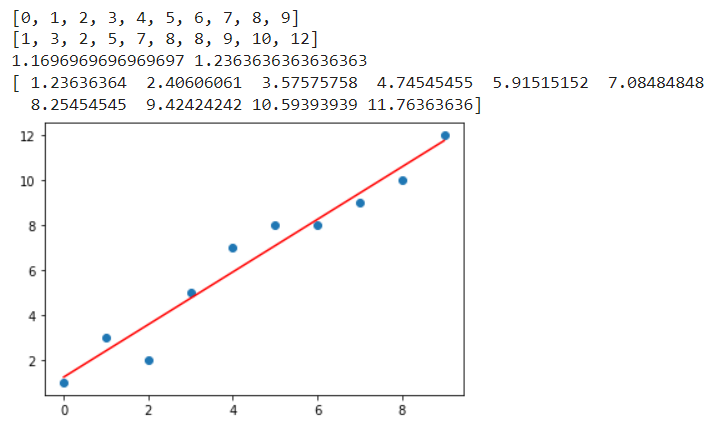 [0, 1, 2, 3, 4, 5, 6, 7, 8, 9]
[1, 3, 2, 5, 7, 8, 8, 9, 10, 12]
1.1696969696969697 1.2363636363636363
[ 1.23636364  2.40606061  3.57575758  4.74545455  5.91515152  7.08484848
  8.25454545  9.42424242 10.59393939 11.76363636]
12
10
8
6
4
2
0 2 4 6 8